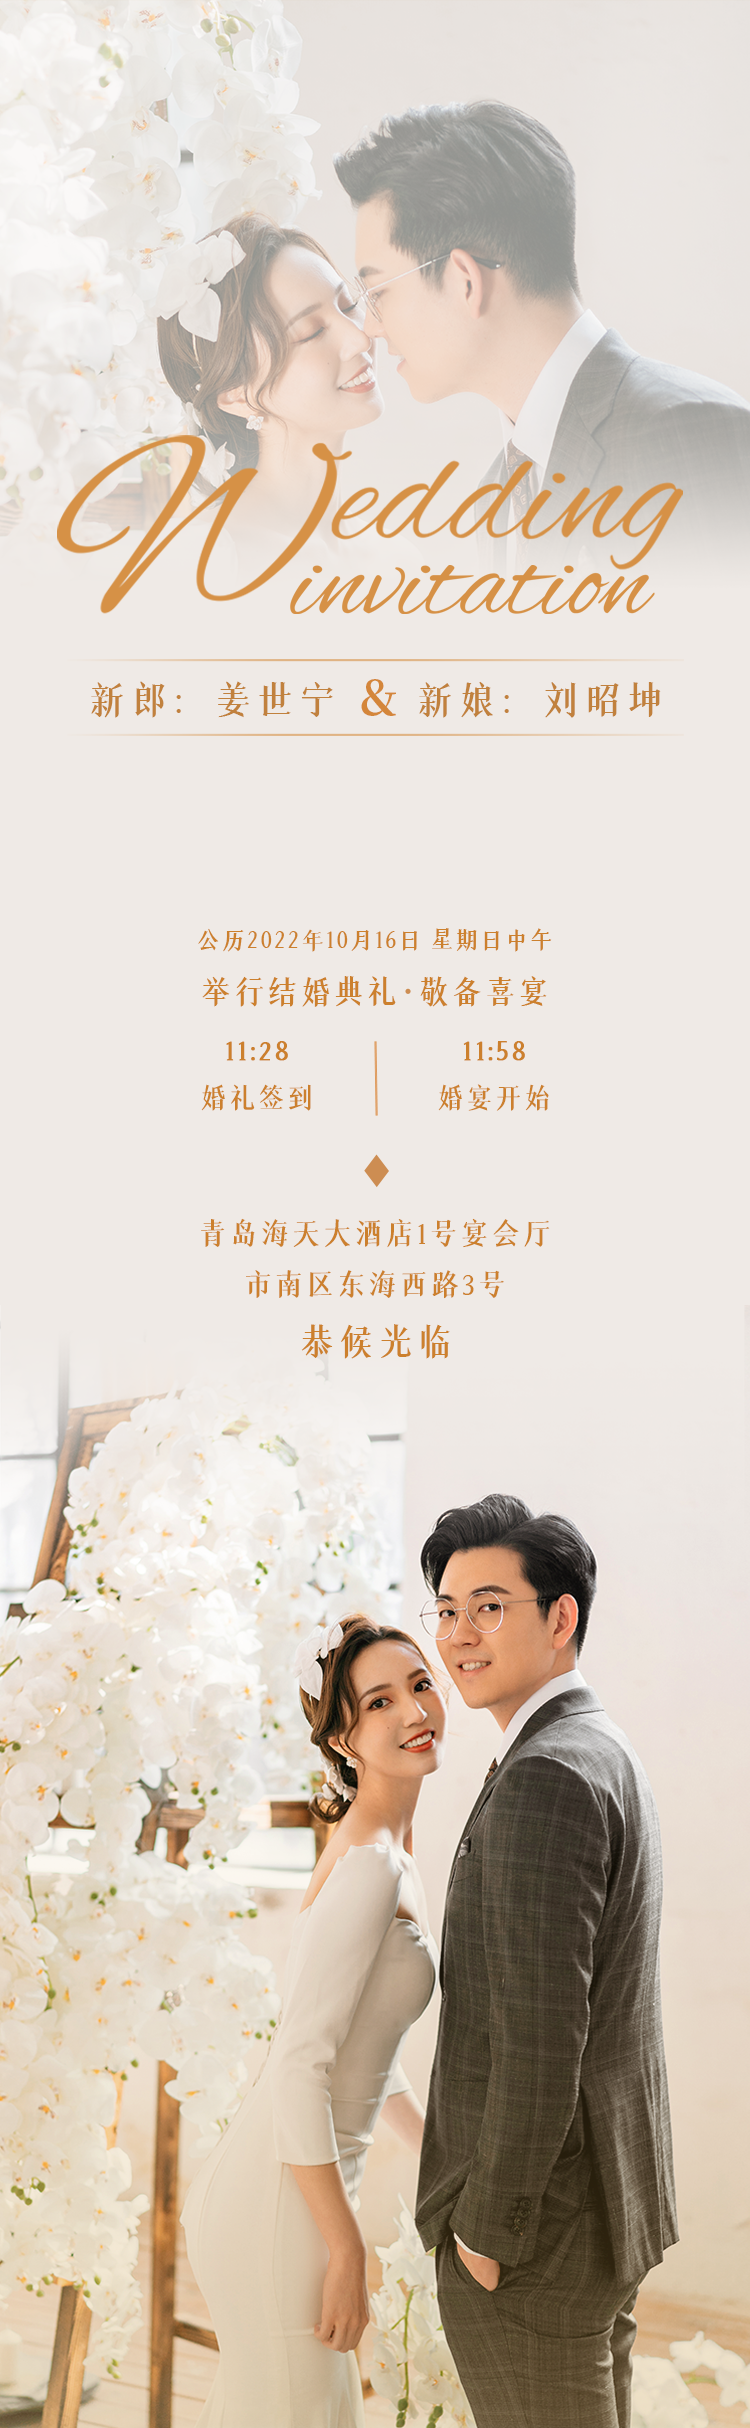 Wedding
invitation
新郎：姜世宁 & 新娘：刘昭坤
公历2022年10月16日 星期日中午
举行结婚典礼·敬备喜宴
11:28
婚礼签到
11:58
婚宴开始
青岛海天大酒店1号宴会厅
市南区东海西路3号
恭候光临